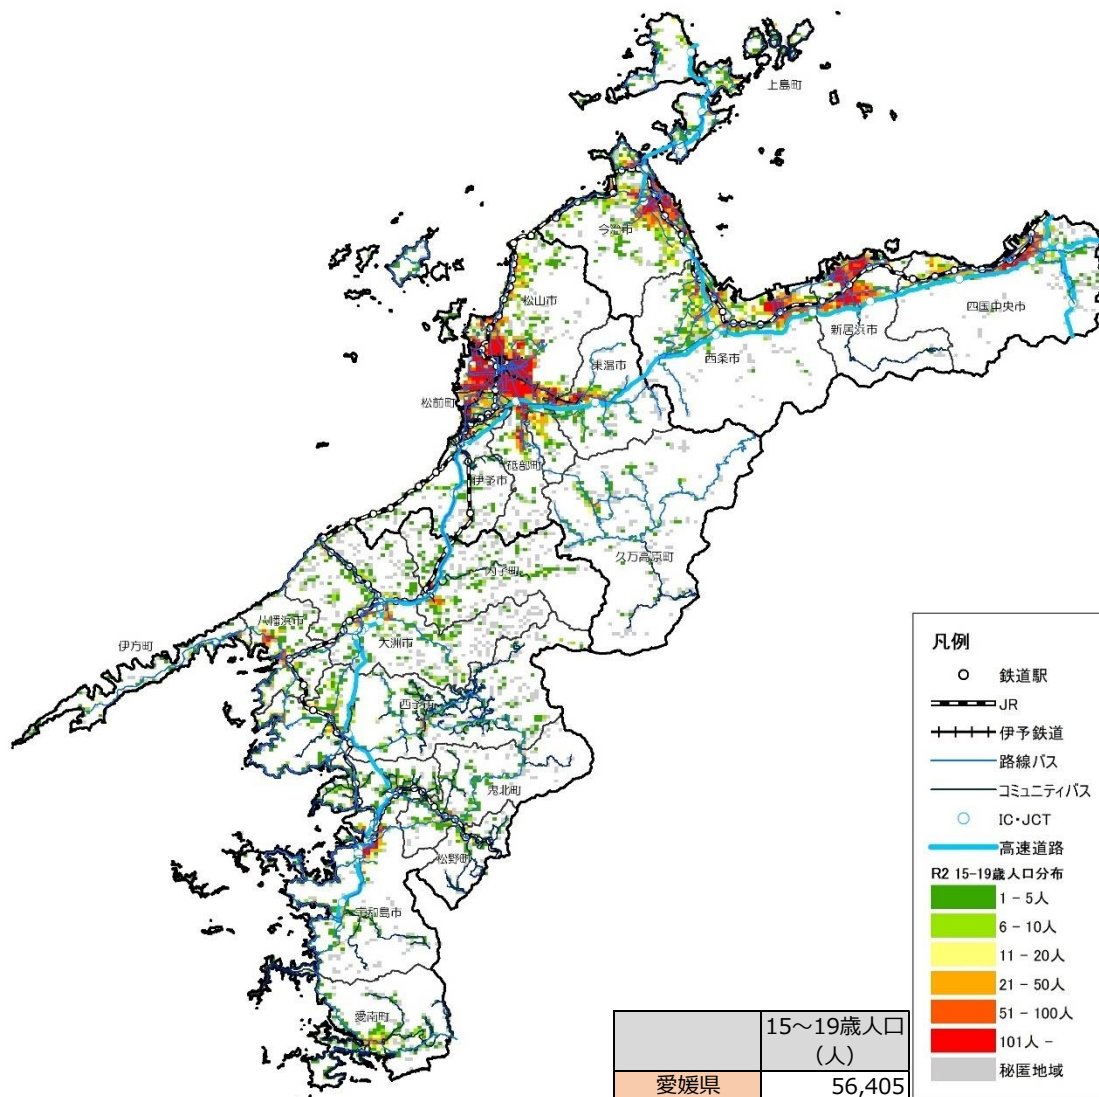 上島町
今治市
松山市
四国中央市
新居浜市
西条市
東温市
松前町
砥部町
伊予市
久万高原町
内子町
八幡浜市
伊方町
大洲市
西予市
鬼北町
松野町
宇和島市
愛南町
凡例
鉄道駅
JR
伊予鉄道
路線バス
コミュニティバス
IC・JCT
高速道路
R2 15-19歳人口分布
1 - 5人
6 - 10人
11 - 20人
21 - 50人
51 - 100人
101人 -
秘匿地域
15～19歳人口
（人）
愛媛県 56,405